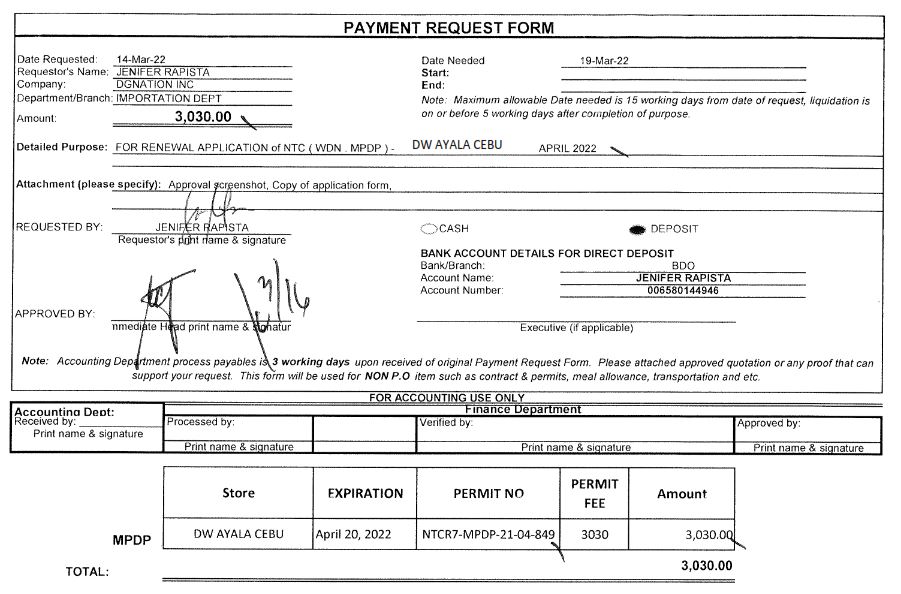 PAYMENT REQUEST FORM
Date Requested: 14-Mar-22 Date Needed 19-Mar-22
Requestor's Name: JENIFER RAPISTA Start:
Company: DGNATION INC End:
Department/Branch: IMPORTATION DEPT Note: Maximum allowable Date needed is 15 working days from date of request, liquidation is
Amount: 3,030.00 on or before 5 working days after completion of purpose.
Detailed Purpose: FOR RENEWAL APPLICATION of NTC ( WDN . MPDP ) - DW AYALA CEBU APRIL 2022
Attachment (please specify): Approval screenshot, Copy of application form,
REQUESTED BY: JENIFER RAPISTA CASH DEPOSIT
Requestor's print name & signature
BANK ACCOUNT DETAILS FOR DIRECT DEPOSIT
Bank/Branch: BDO
Account Name: JENIFER RAPISTA
Account Number: 006580144946
3/16
APPROVED BY:
mmediate Head print name & signatur Executive (if applicable)
Note: Accounting Department process payables is 3 working days upon received of original Payment Request Form. Please attached approved quotation or any proof that can
support your request. This form will be used for NON P.O item such as contract & permits, meal allowance, transportation and etc.
FOR ACCOUNTING USE ONLY
Accounting Dept: Finance Department
Received by: Processed by: Verified by: Approved by:
Print name & signature Print name & signature Print name & signature Print name & signature
Store EXPIRATION PERMIT NO PERMIT FEE Amount
MPDP DW AYALA CEBU April 20, 2022 NTCR7-MPDP-21-04-849 3030 3,030.00
TOTAL: 3,030.00